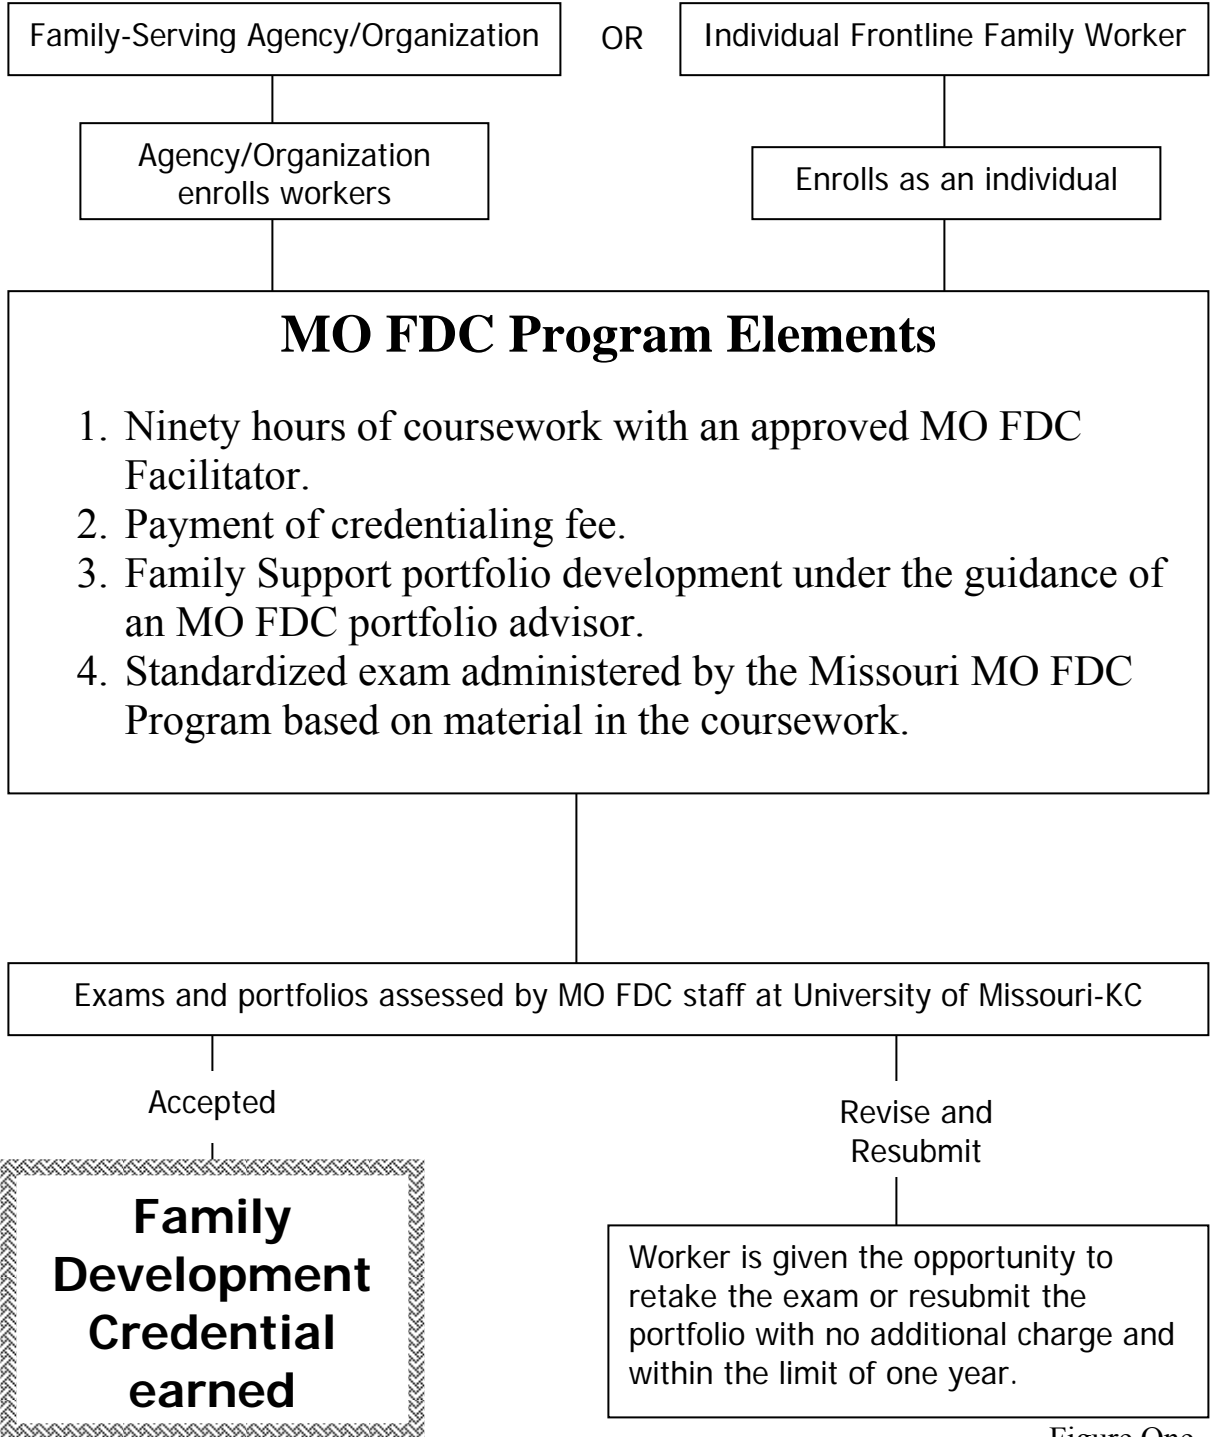 Family-Serving Agency/Organization
OR
Individual Frontline Family Worker
Agency/Organization
enrolls workers
Enrolls as an individual
MO FDC Program Elements
1. Ninety hours of coursework with an approved MO FDC
Facilitator.
2. Payment of credentialing fee.
3. Family Support portfolio development under the guidance of
an MO FDC portfolio advisor.
4. Standardized exam administered by the Missouri MO FDC
Program based on material in the coursework.
Exams and portfolios assessed by MO FDC staff at University of Missouri-KC
Accepted
Revise and
Resubmit
Family
Development
Credential
earned
Worker is given the opportunity to
retake the exam or resubmit the
portfolio with no additional charge and
within the limit of one year.
Figure One